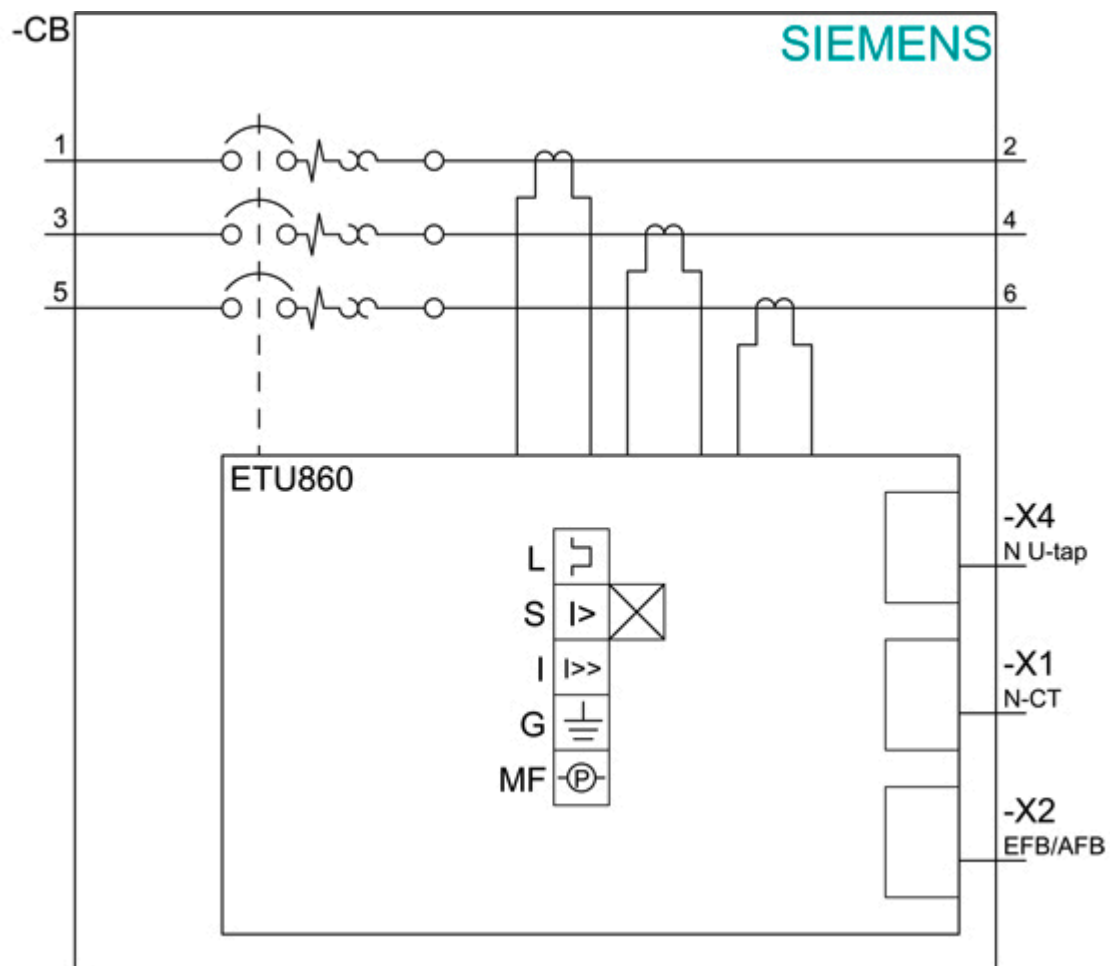 -CB
SIEMENS
1
2
3
4
5
6
ETU860
-X4
N U-tap
L
S
I>
I
I>>
-X1
N-CT
G
MF
P
-X2
EFB/AFB